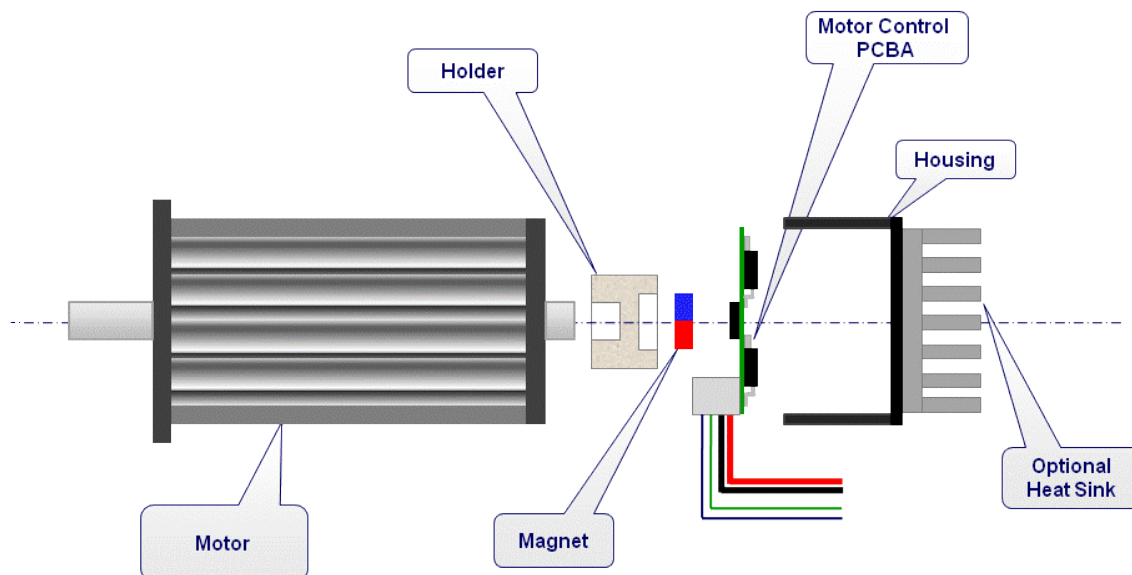 Motor Control
PCBA
Holder
Housing
Optional
Heat Sink
Motor
Magnet